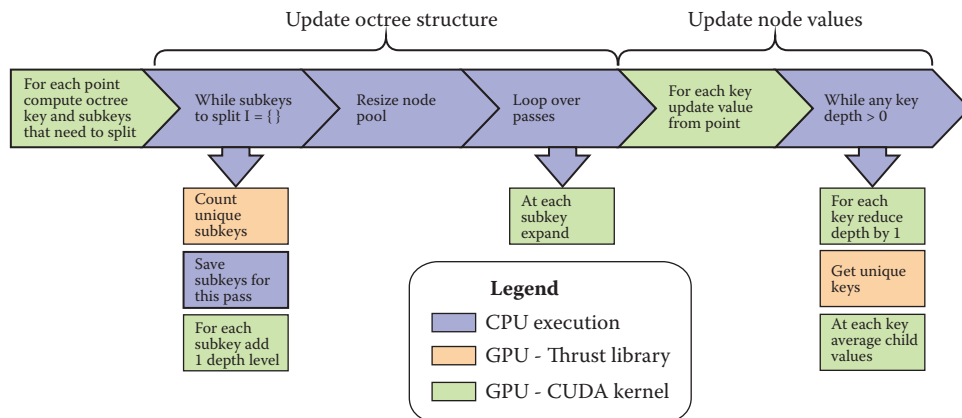 Update octree structure
Update node values
For each point
compute octree
key and subkeys
that need to split
While subkeys
to split I = { }
Resize node
pool
Loop over
passes
For each key
update value
from point
While any key
depth > 0
Count
unique
subkeys
Save
subkeys for
this pass
For each
subkey add
1 depth level
At each
subkey
expand
For each
key reduce
depth by 1
Get unique
keys
At each key
average child
values
Legend
CPU execution
GPU - Thrust library
GPU - CUDA kernel